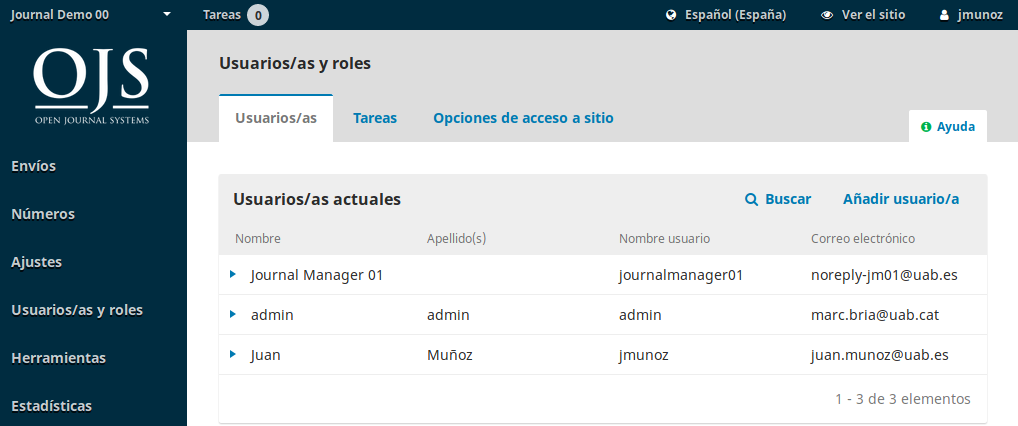 Journal Demo 00 Tareas 0 Español (España) Ver el sitio jmunoz
OJS
OPEN JOURNAL SYSTEMS
Envíos
Números
Ajustes
Usuarios/as y roles
Herramientas
Estadísticas
Usuarios/as y roles
Usuarios/as Tareas Opciones de acceso a sitio
Ayuda
Usuarios/as actuales Buscar Añadir usuario/a
Nombre Apellido(s) Nombre usuario Correo electrónico
Journal Manager 01 journalmanager01 noreply-jm01@uab.es
admin admin admin marc.bria@uab.cat
Juan Muñoz jmunoz juan.munoz@uab.es
1 - 3 de 3 elementos